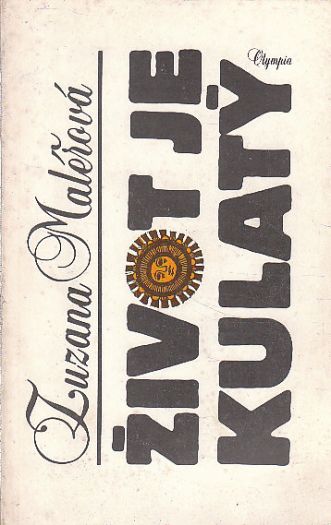 Zuzana Maléřová
ŽIVOT JE
KULATÝ
Olympia